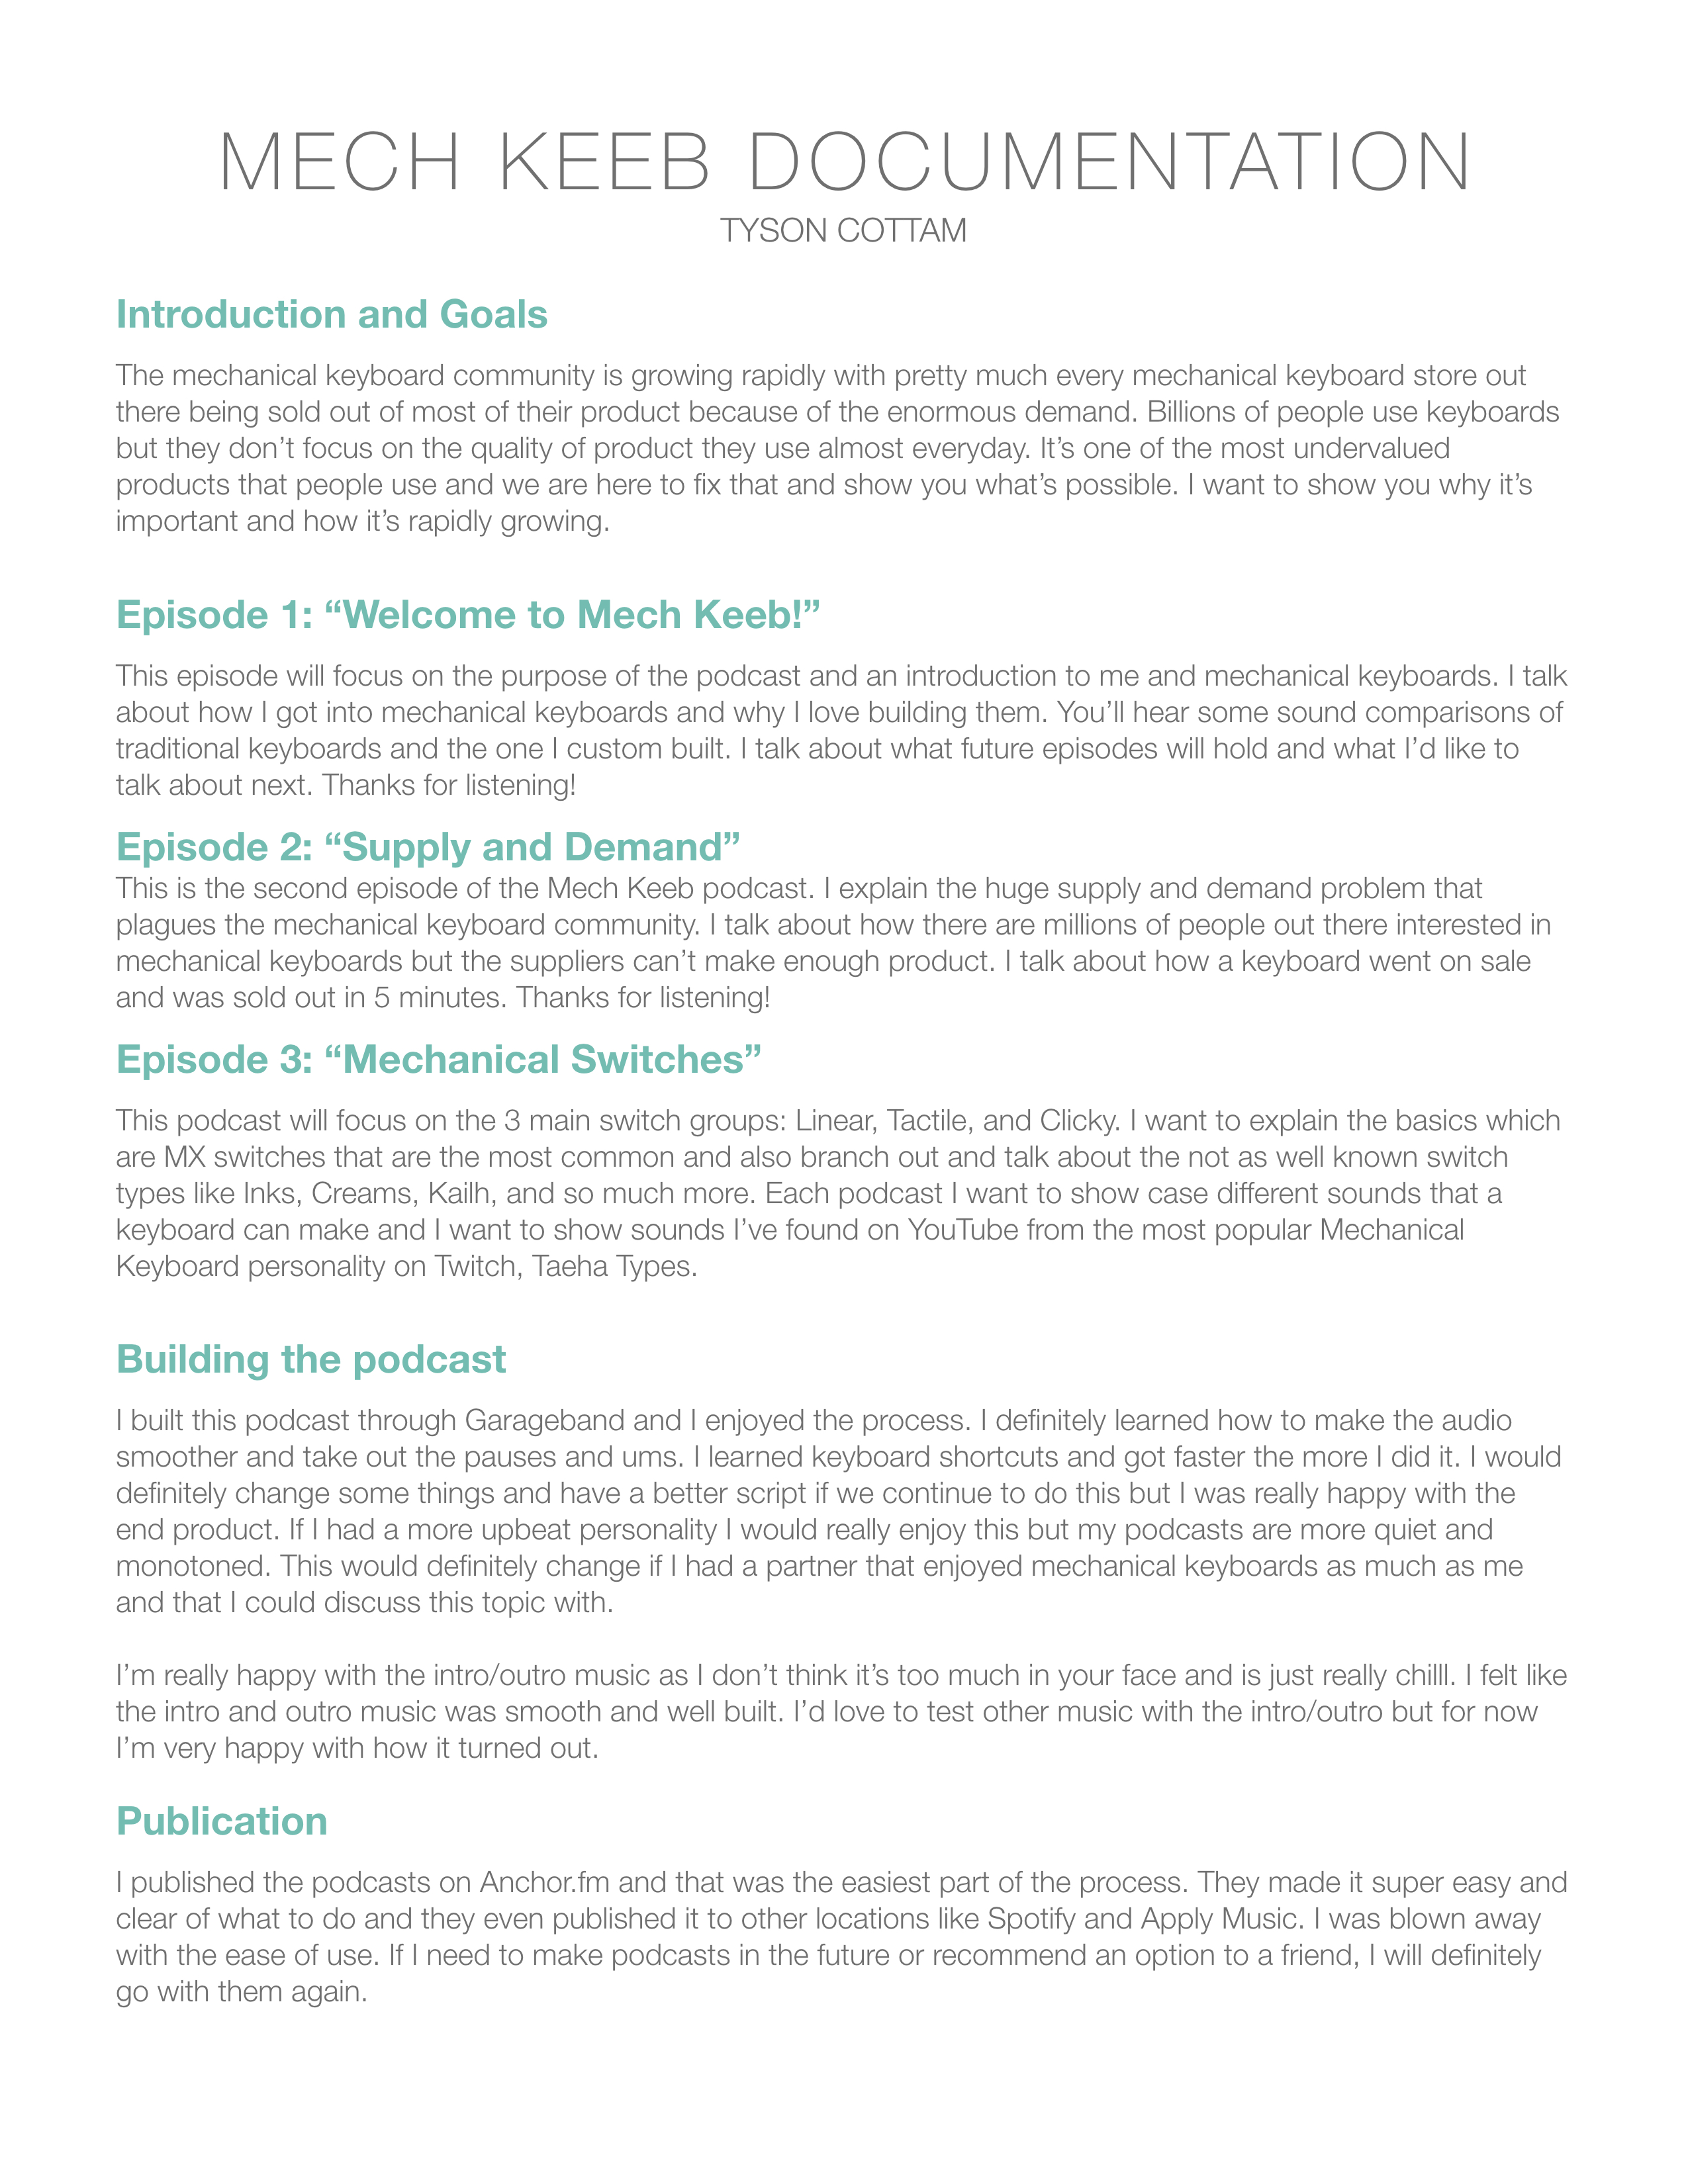 MECH KEEB DOCUMENTATION
TYSON COTTAM
Introduction and Goals
The mechanical keyboard community is growing rapidly with pretty much every mechanical keyboard store out
there being sold out of most of their product because of the enormous demand. Billions of people use keyboards
but they don’t focus on the quality of product they use almost everyday. It’s one of the most undervalued
products that people use and we are here to fix that and show you what’s possible. I want to show you why it’s
important and how it’s rapidly growing.
Episode 1: “Welcome to Mech Keeb!”
This episode will focus on the purpose of the podcast and an introduction to me and mechanical keyboards. I talk
about how I got into mechanical keyboards and why I love building them. You’ll hear some sound comparisons of
traditional keyboards and the one I custom built. I talk about what future episodes will hold and what I’d like to
talk about next. Thanks for listening!
Episode 2: “Supply and Demand”
This is the second episode of the Mech Keeb podcast. I explain the huge supply and demand problem that
plagues the mechanical keyboard community. I talk about how there are millions of people out there interested in
mechanical keyboards but the suppliers can’t make enough product. I talk about how a keyboard went on sale
and was sold out in 5 minutes. Thanks for listening!
Episode 3: “Mechanical Switches”
This podcast will focus on the 3 main switch groups: Linear, Tactile, and Clicky. I want to explain the basics which
are MX switches that are the most common and also branch out and talk about the not as well known switch
types like Inks, Creams, Kailh, and so much more. Each podcast I want to show case different sounds that a
keyboard can make and I want to show sounds I’ve found on YouTube from the most popular Mechanical
Keyboard personality on Twitch, Taeha Types.
Building the podcast
I built this podcast through Garageband and I enjoyed the process. I definitely learned how to make the audio
smoother and take out the pauses and ums. I learned keyboard shortcuts and got faster the more I did it. I would
definitely change some things and have a better script if we continue to do this but I was really happy with the
end product. If I had a more upbeat personality I would really enjoy this but my podcasts are more quiet and
monotoned. This would definitely change if I had a partner that enjoyed mechanical keyboards as much as me
and that I could discuss this topic with.
I’m really happy with the intro/outro music as I don’t think it’s too much in your face and is just really chilll. I felt like
the intro and outro music was smooth and well built. I’d love to test other music with the intro/outro but for now
I’m very happy with how it turned out.
Publication
I published the podcasts on Anchor.fm and that was the easiest part of the process. They made it super easy and
clear of what to do and they even published it to other locations like Spotify and Apply Music. I was blown away
with the ease of use. If I need to make podcasts in the future or recommend an option to a friend, I will definitely
go with them again.